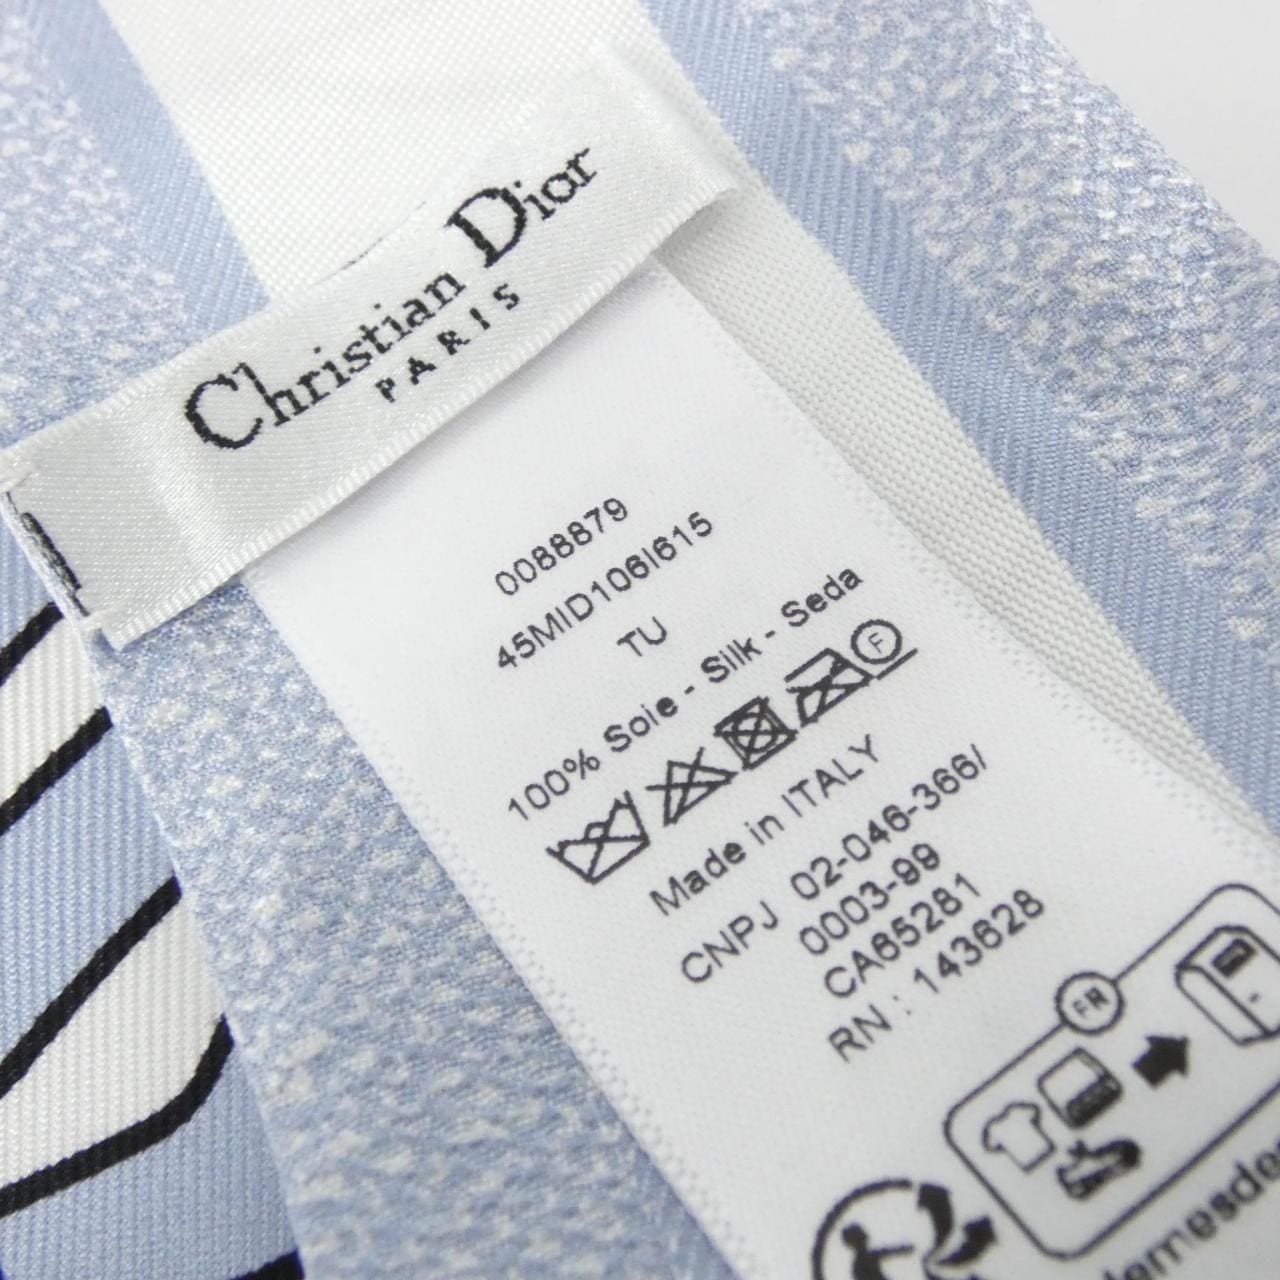 Christian Dior
PARIS
0088879
45MID106I615
TU
100% Soie - Silk - Seda
F
Made in ITALY
CNPJ 02-046-366/
0003-99
CA65281
RN : 143628
FR